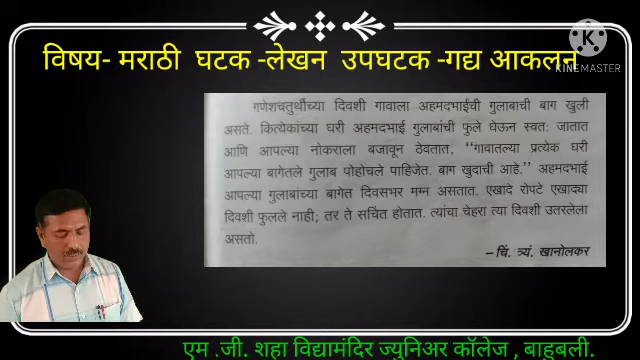 विषय- मराठी घटक -लेखन उपघटक -गद्य आकलन
KINEMASTER
गणेशचतुर्थीच्या दिवशी गावाला अहमदभाईंची गुलाबाची बाग खुली
असते. कित्येकांच्या घरी अहमदभाई गुलाबांची फुले घेऊन स्वत: जातात
आणि आपल्या नोकराला बजावून ठेवतात, ‘‘गावातल्या प्रत्येक घरी
आपल्या बागेतले गुलाब पोहोचले पाहिजेत. बाग खुदाची आहे.’’ अहमदभाई
आपल्या गुलाबांच्या बागेत दिवसभर मग्न असतात. एखादे रोपटे एखाद्या
दिवशी फुलले नाही; तर ते सचिंत होतात. त्यांचा चेहरा त्या दिवशी उतरलेला
असतो.
–चिं. त्र्यं. खानोलकर
एम .जी. शहा विद्यामंदिर ज्युनिअर कॉलेज , बाहुबली.